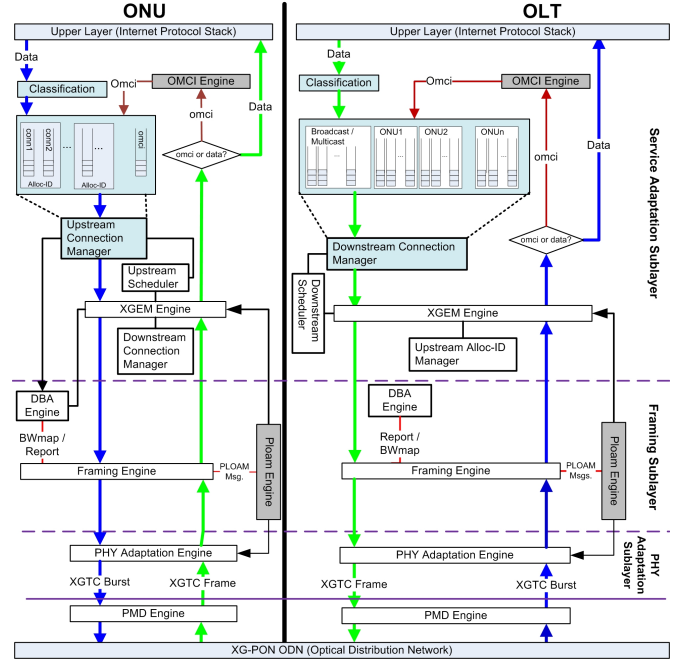 ONU
OLT
Upper Layer (Internet Protocol Stack)
Data
Classification
Omci
OMCI Engine
omci
Data
conn1
conn2
...
...
omci
Alloc-ID
Alloc-ID
omci or data?
Upstream
Connection
Manager
Upstream
Scheduler
XGEM Engine
Downstream
Connection
Manager
DBA
Engine
BWmap /
Report
Ploam Engine
Framing Engine
PLOAM
Msg.
PHY Adaptation Engine
XGTC Burst
XGTC Frame
PMD Engine
Upper Layer (Internet Protocol Stack)
Data
Classification
Omci
OMCI Engine
omci
Data
Broadcast /
Multicast
ONU1
ONU2
ONUn
...
...
...
...
...
omci or data?
Downstream Connection
Manager
Downstream
Scheduler
XGEM Engine
Upstream Alloc-ID
Manager
DBA
Engine
Report /
BWmap
Ploam Engine
Framing Engine
PLOAM
Msgs.
PHY Adaptation Engine
XGTC Frame
XGTC Burst
PMD Engine
Service Adaptation Sublayer
Framing Sublayer
PHY
Adaptation
Sublayer
XG-PON ODN (Optical Distribution Network)